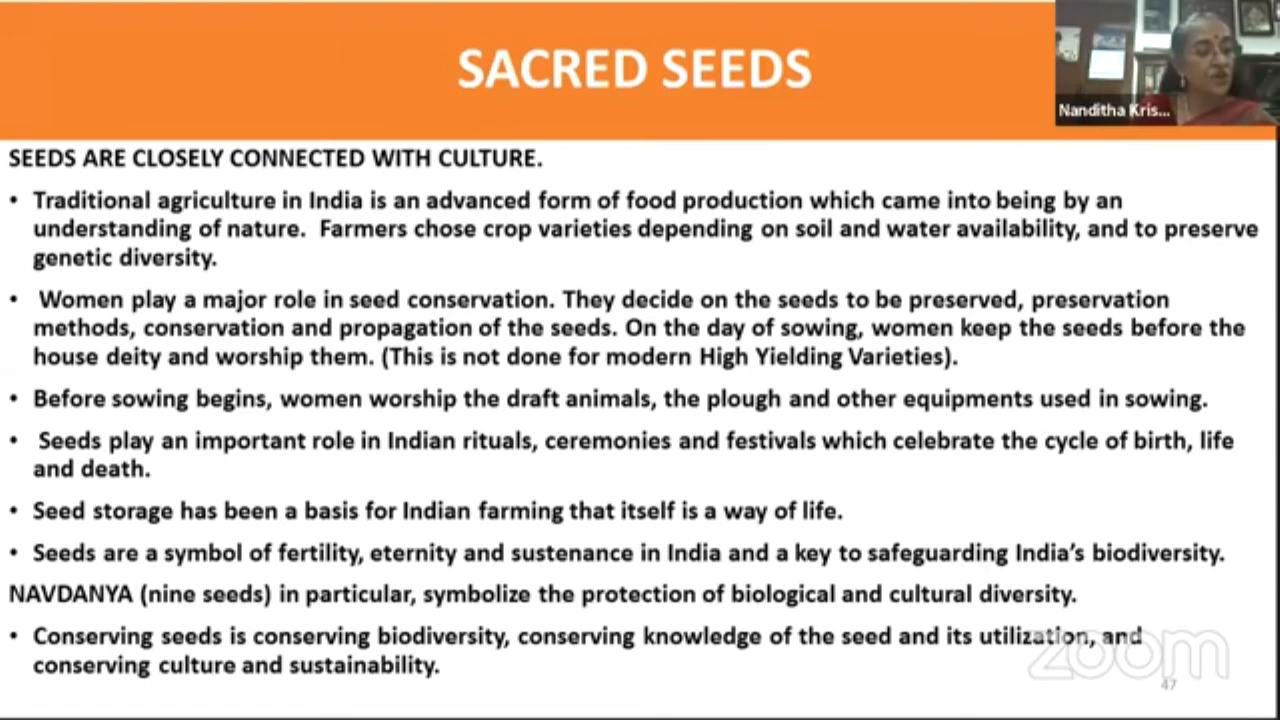 SACRED SEEDS
Nanditha Kris...
SEEDS ARE CLOSELY CONNECTED WITH CULTURE.
• Traditional agriculture in India is an advanced form of food production which came into being by an
understanding of nature. Farmers chose crop varieties depending on soil and water availability, and to preserve
genetic diversity.
• Women play a major role in seed conservation. They decide on the seeds to be preserved, preservation
methods, conservation and propagation of the seeds. On the day of sowing, women keep the seeds before the
house deity and worship them. (This is not done for modern High Yielding Varieties).
• Before sowing begins, women worship the draft animals, the plough and other equipments used in sowing.
• Seeds play an important role in Indian rituals, ceremonies and festivals which celebrate the cycle of birth, life
and death.
• Seed storage has been a basis for Indian farming that itself is a way of life.
• Seeds are a symbol of fertility, eternity and sustenance in India and a key to safeguarding India's biodiversity.
NAVDANYA (nine seeds) in particular, symbolize the protection of biological and cultural diversity.
• Conserving seeds is conserving biodiversity, conserving knowledge of the seed and its utilization, and
conserving culture and sustainability.
zoom
47